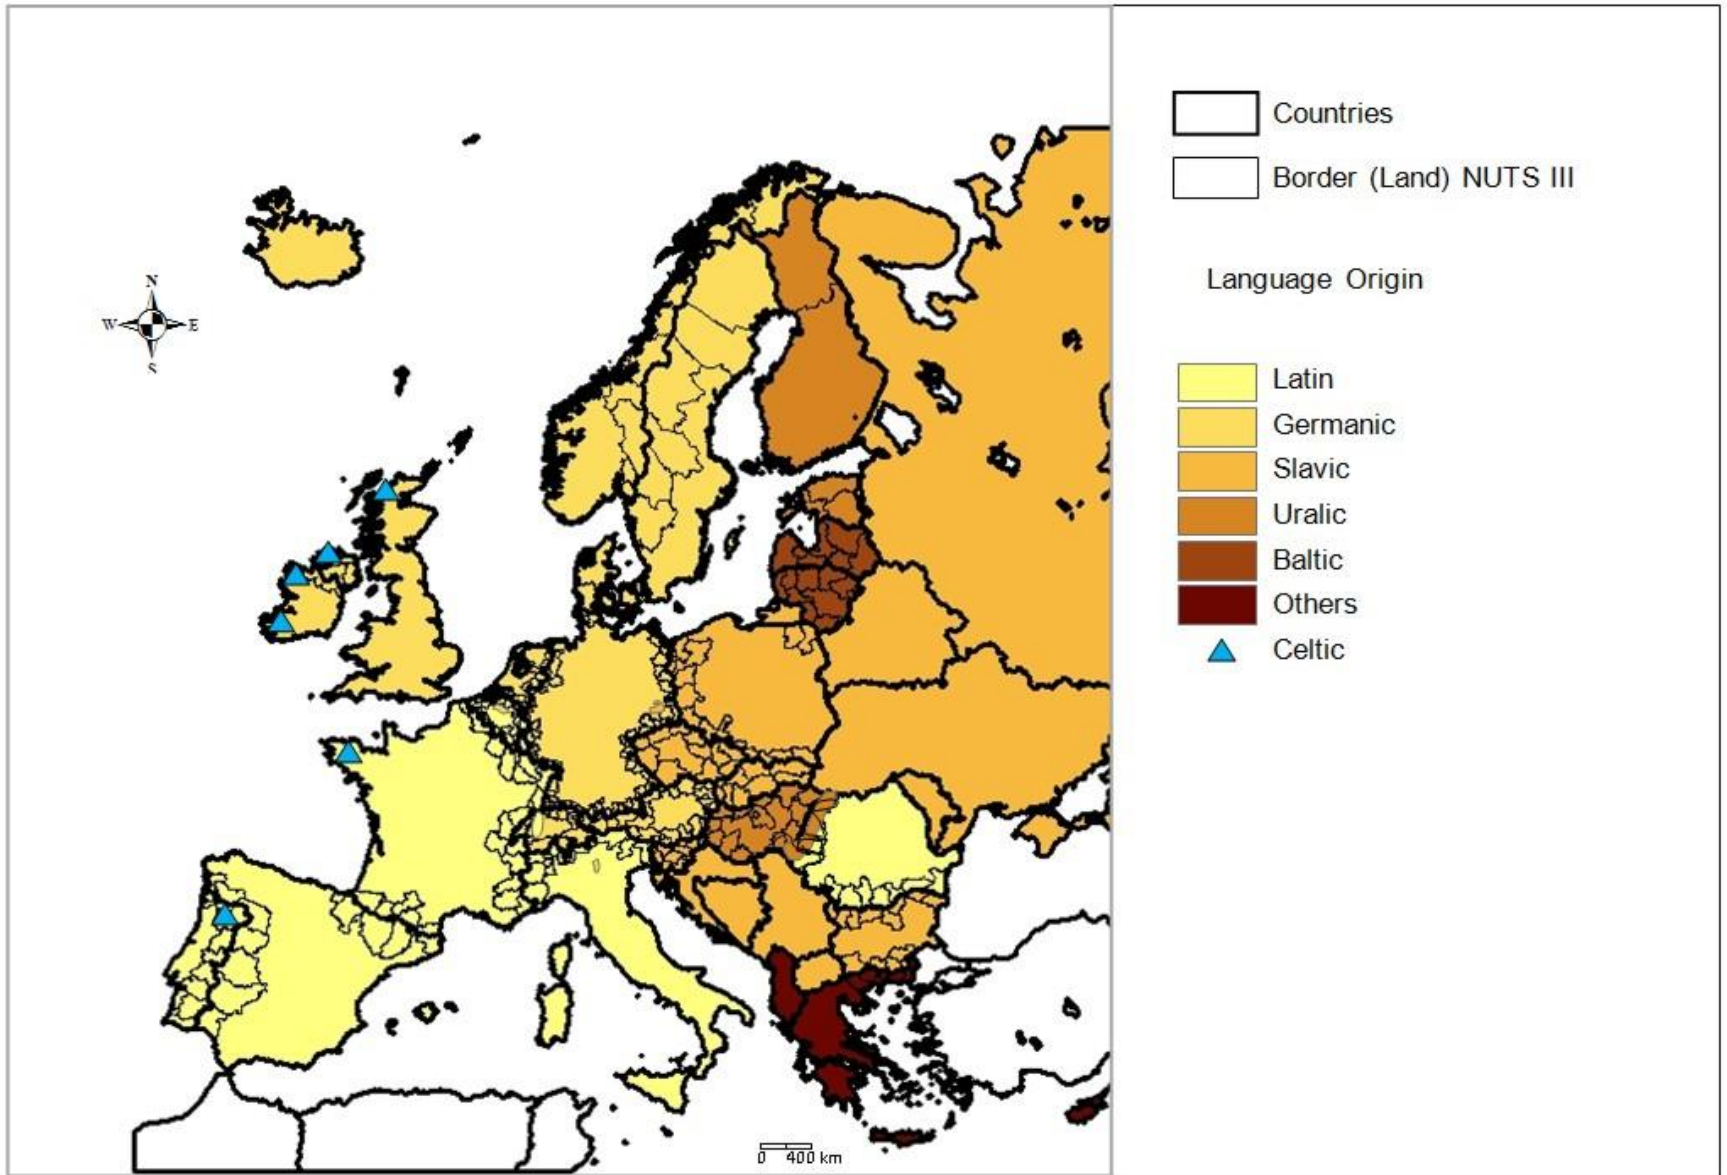 Countries
Border (Land) NUTS III
Language Origin
N
W E
S
Latin
Germanic
Slavic
Uralic
Baltic
Others
Celtic
0 400 km